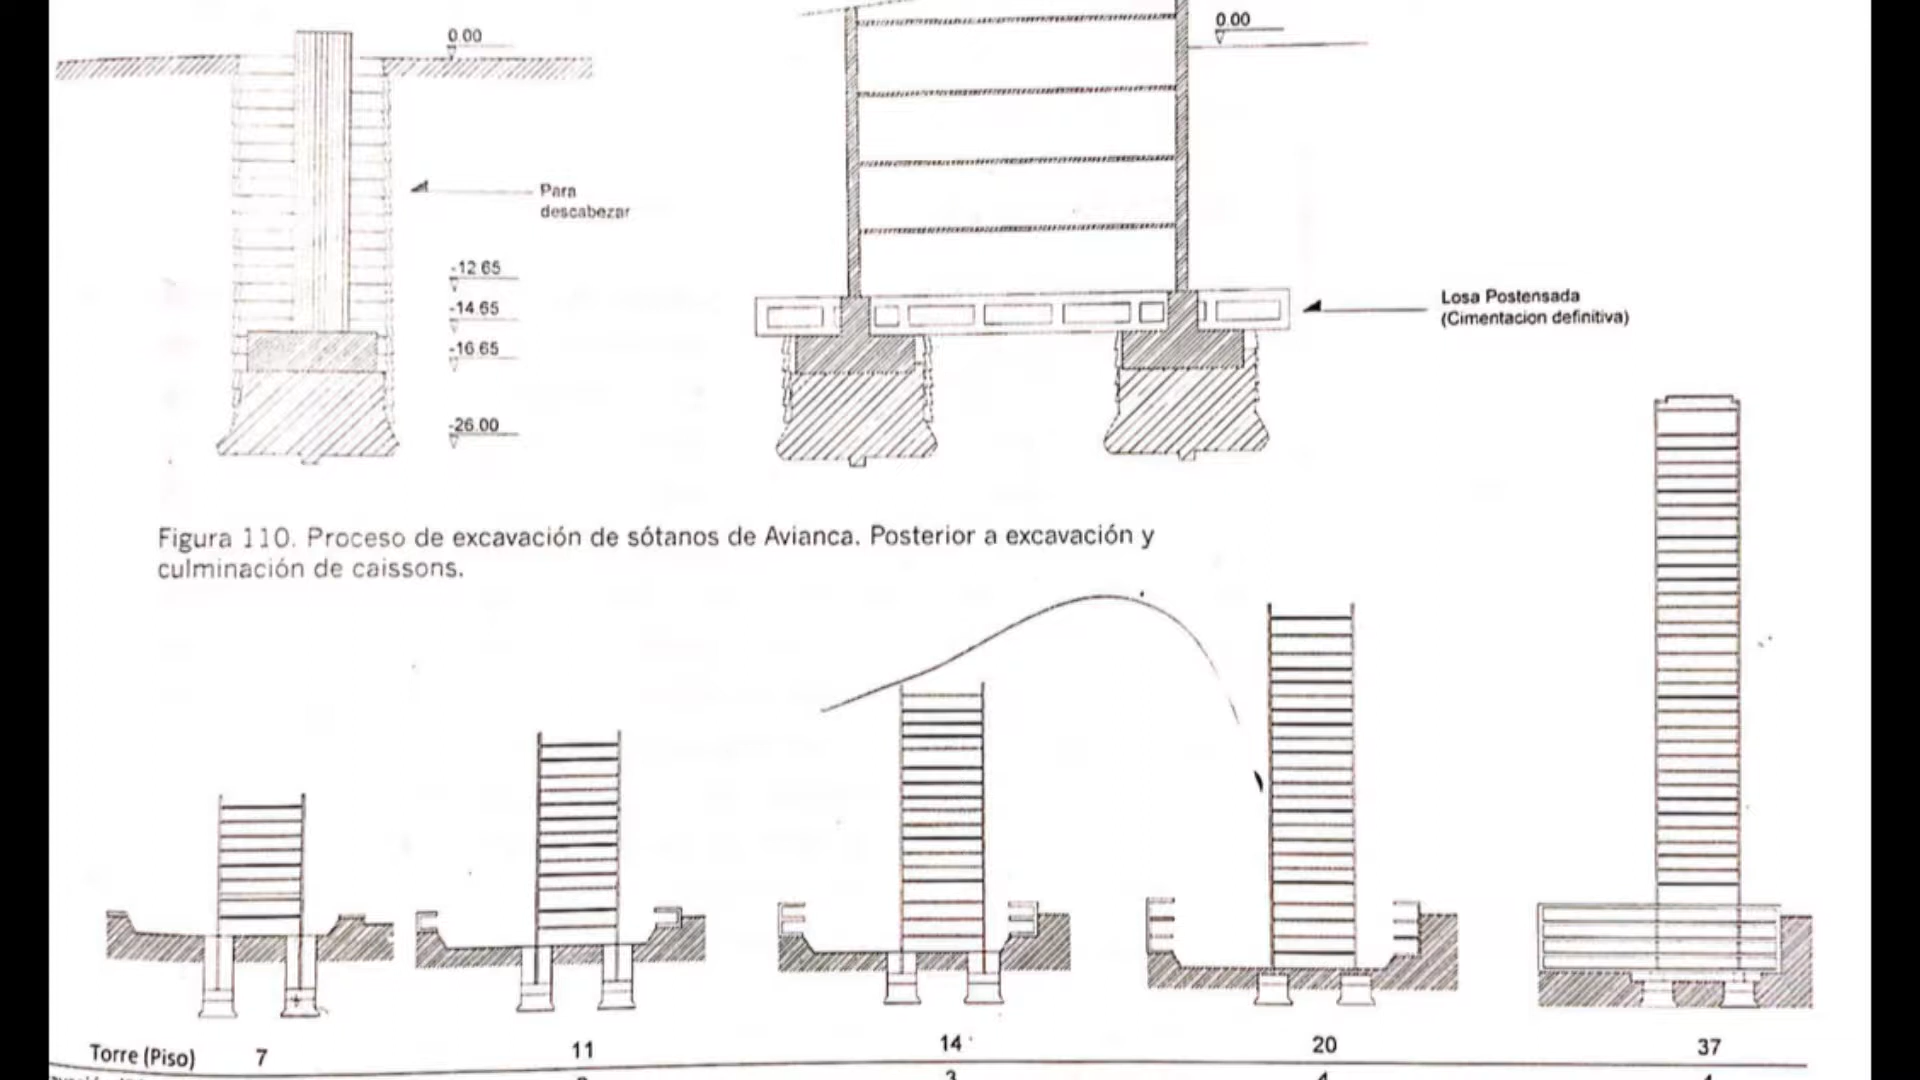 0.00
0.00
Para
descabezar
-12.65
-14.65
-16.65
-26.00
Losa Postensada
(Cimentacion definitiva)
Figura 110. Proceso de excavación de sótanos de Avianca. Posterior a excavación y
culminación de caissons.
Torre (Piso) 7 11 14 20 37